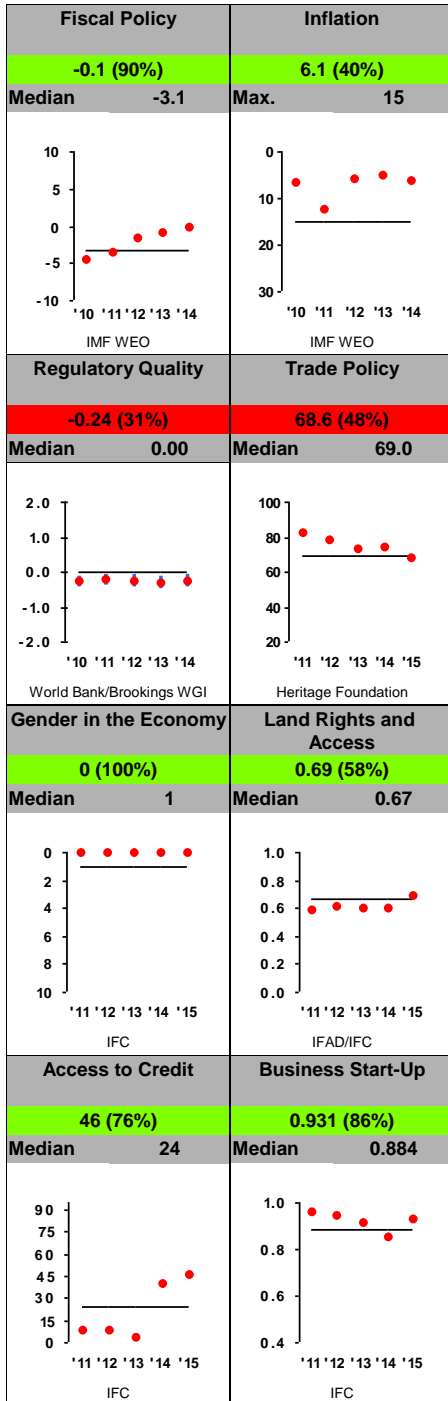 Fiscal Policy
-0.1 (90%)
Median -3.1
10
5
0
-5
-10
'10 '11 '12 '13 '14
IMF WEO
Inflation
6.1 (40%)
Max. 15
0
10
20
30
'10 '11 '12 '13 '14
IMF WEO
Regulatory Quality
-0.24 (31%)
Median 0.00
2.0
1.0
0.0
-1.0
-2.0
'10 '11 '12 '13 '14
World Bank/Brookings WGI
Trade Policy
68.6 (48%)
Median 69.0
100
80
60
40
20
'11 '12 '13 '14 '15
Heritage Foundation
Gender in the Economy
0 (100%)
Median 1
0
2
4
6
8
10
'11 '12 '13 '14 '15
IFC
Land Rights and
Access
0.69 (58%)
Median 0.67
1.0
0.8
0.6
0.4
0.2
0.0
'11 '12 '13 '14 '15
IFAD/IFC
Access to Credit
46 (76%)
Median 24
90
75
60
45
30
15
0
'11 '12 '13 '14 '15
IFC
Business Start-Up
0.931 (86%)
Median 0.884
1.0
0.8
0.6
0.4
'11 '12 '13 '14 '15
IFC